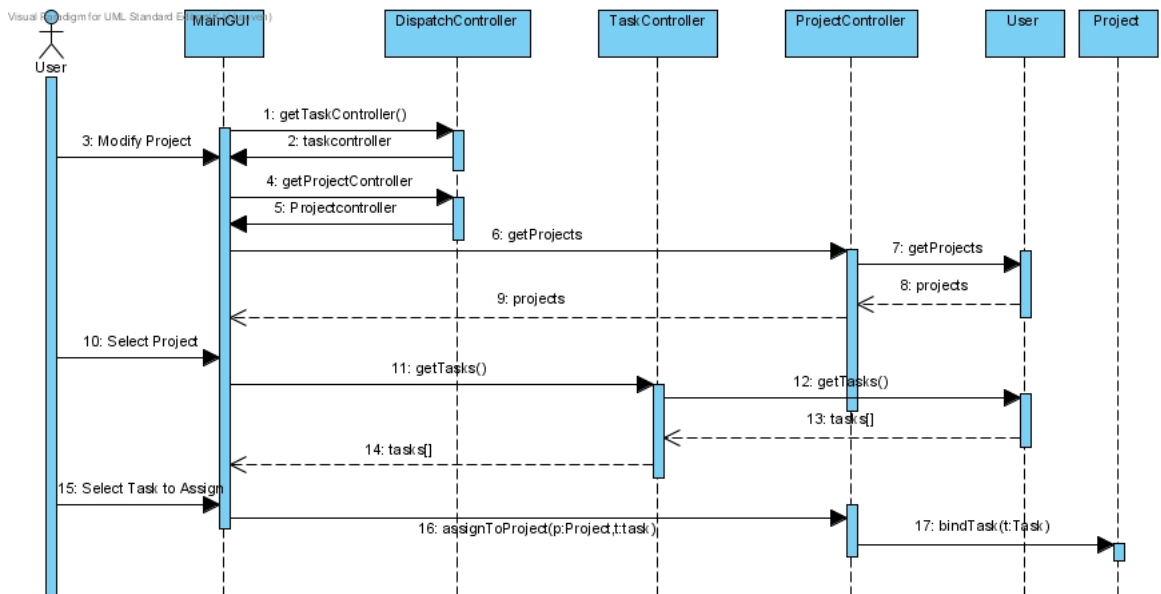 Visual Paradigm for UML Standard Edition
MainGUI
DispatchController
TaskController
ProjectController
User
Project
User
1: getTaskController()
3: Modify Project
2: taskcontroller
4: getProjectController
5: Projectcontroller
6: getProjects
7: getProjects
8: projects
9: projects
10: Select Project
11: getTasks()
12: getTasks()
13: tasks[]
14: tasks[]
15: Select Task to Assign
16: assignToProject(p:Project,t:task)
17: bindTask(t:Task)